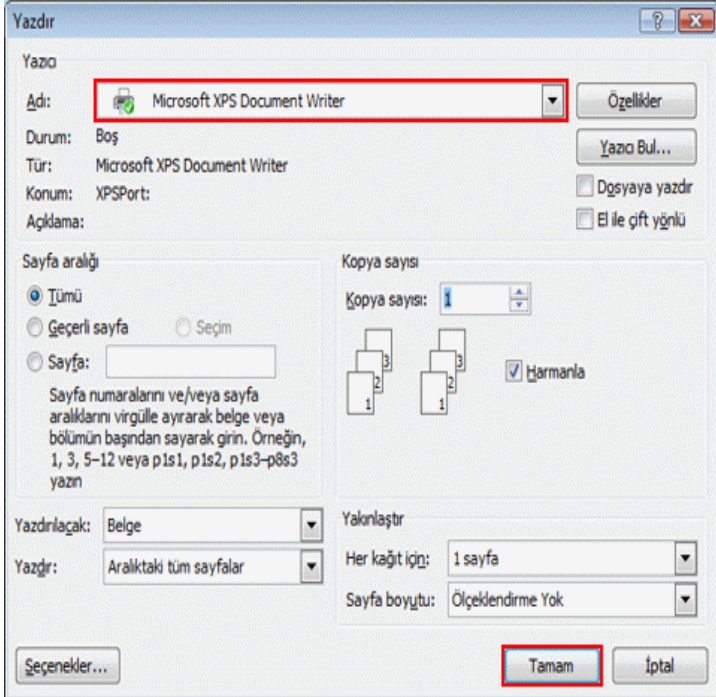 Yazdır
Yazıcı
Adı: Microsoft XPS Document Writer
Özellikler
Durum: Boş
Yazıcı Bul...
Tür: Microsoft XPS Document Writer
Konum: XPSPort:
Dosyaya yazdır
Açıklama:
El ile çift yönlü
Sayfa aralığı
Tümü
Geçerli sayfa Seçim
Sayfa:
Sayfa numaralarını ve/veya sayfa
aralıklarını virgülle ayırarak belge veya
bölümün başından sayarak girin. Örneğin,
1, 3, 5–12 veya p1s1, p1s2, p1s3–p8s3
yazın
Kopya sayısı
Kopya sayısı: 1
3 3
2 2
1 1
Harmanla
Yazdırılaçak: Belge
Yazdır: Aralıktaki tüm sayfalar
Yakınlaştır
Her kağıt için: 1 sayfa
Sayfa boyutu: Ölçeklendirme Yok
Seçenekler...
Tamam
İptal